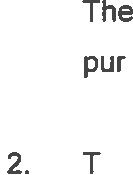 The
pur
2. T